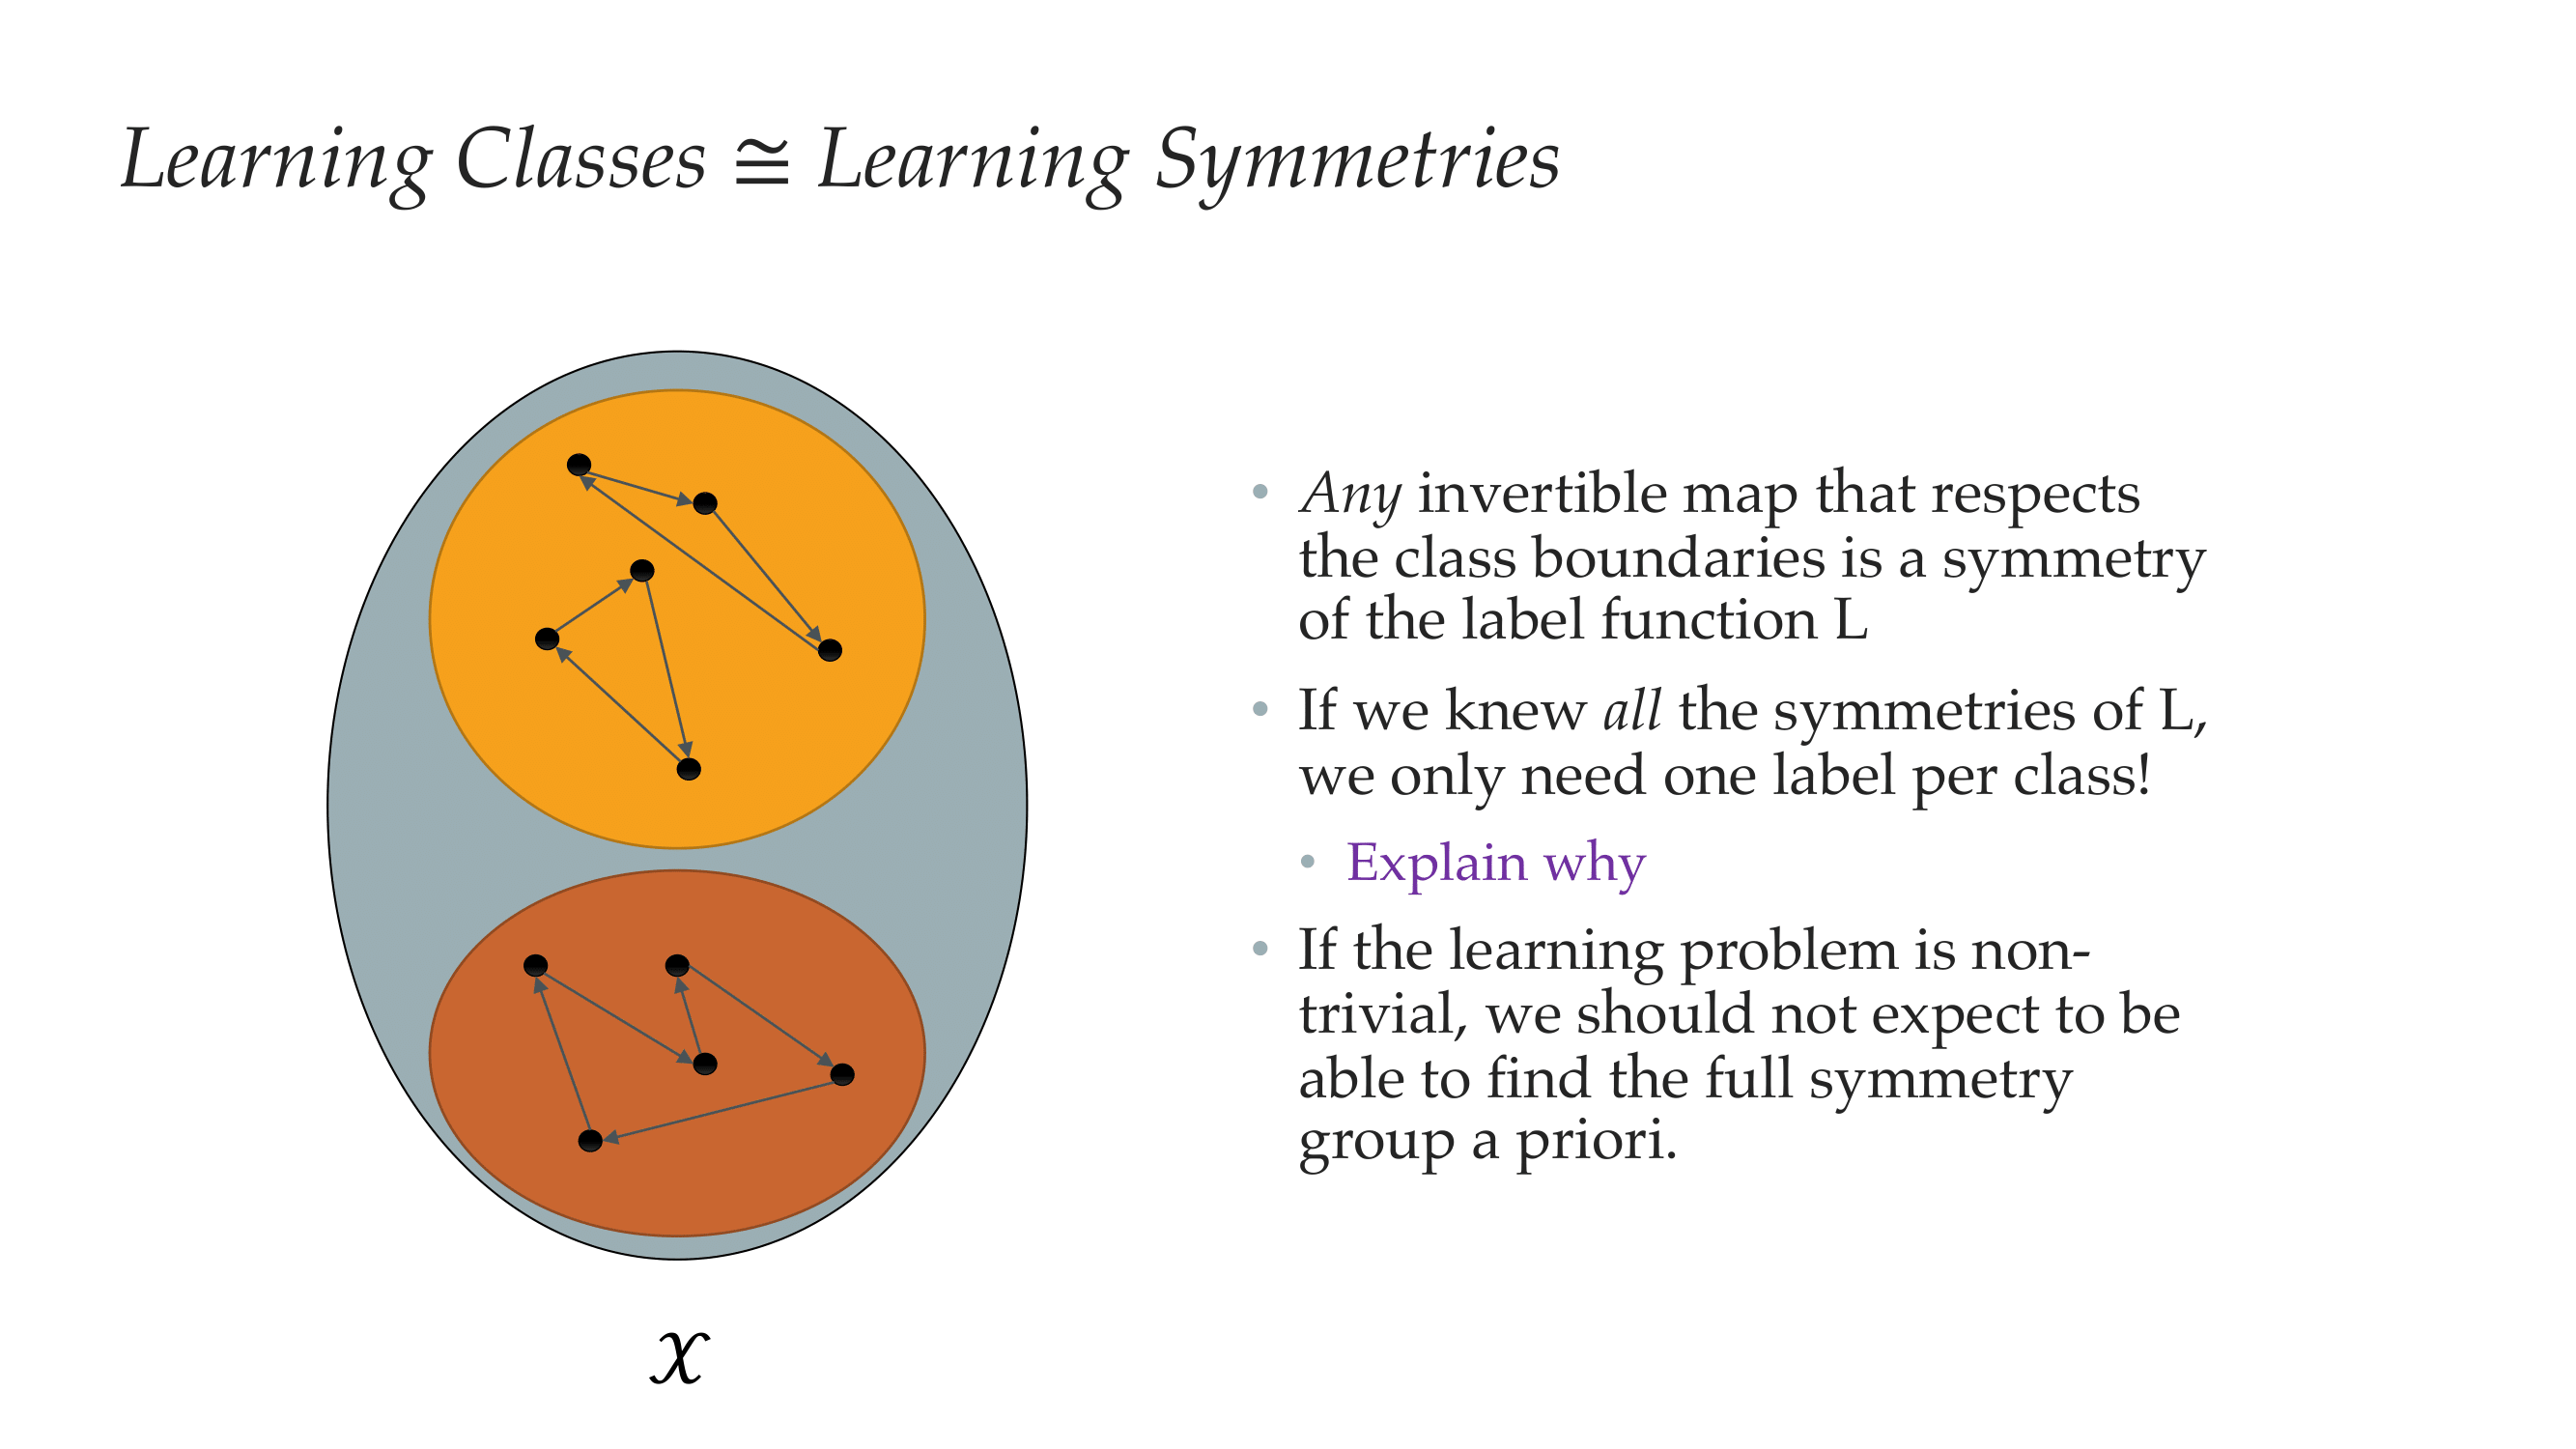 Learning Classes ≅ Learning Symmetries
• Any invertible map that respects
the class boundaries is a symmetry
of the label function L
• If we knew all the symmetries of L,
we only need one label per class!
• Explain why
• If the learning problem is non-
trivial, we should not expect to be
able to find the full symmetry
group a priori.
𝒳